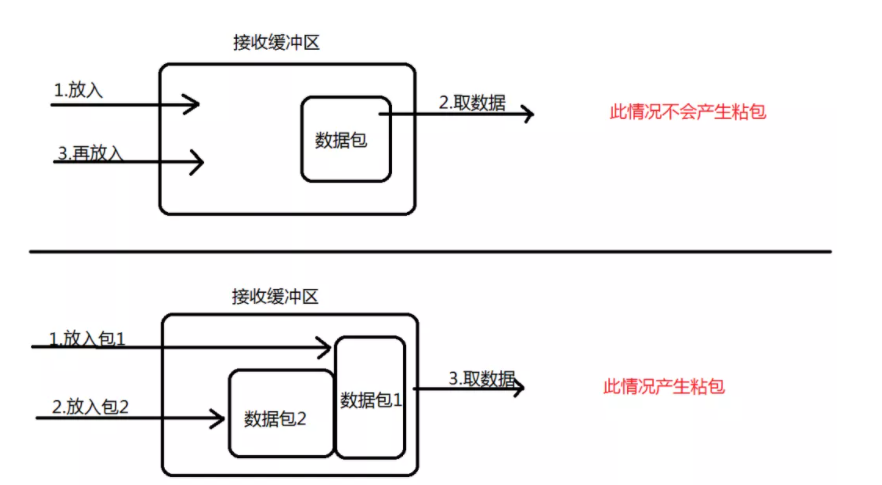 接收缓冲区
1.放入
2.取数据
此情况不会产生粘包
数据包
3.再放入
接收缓冲区
1.放入包1
3.取数据
此情况产生粘包
数据包1
2.放入包2
数据包2